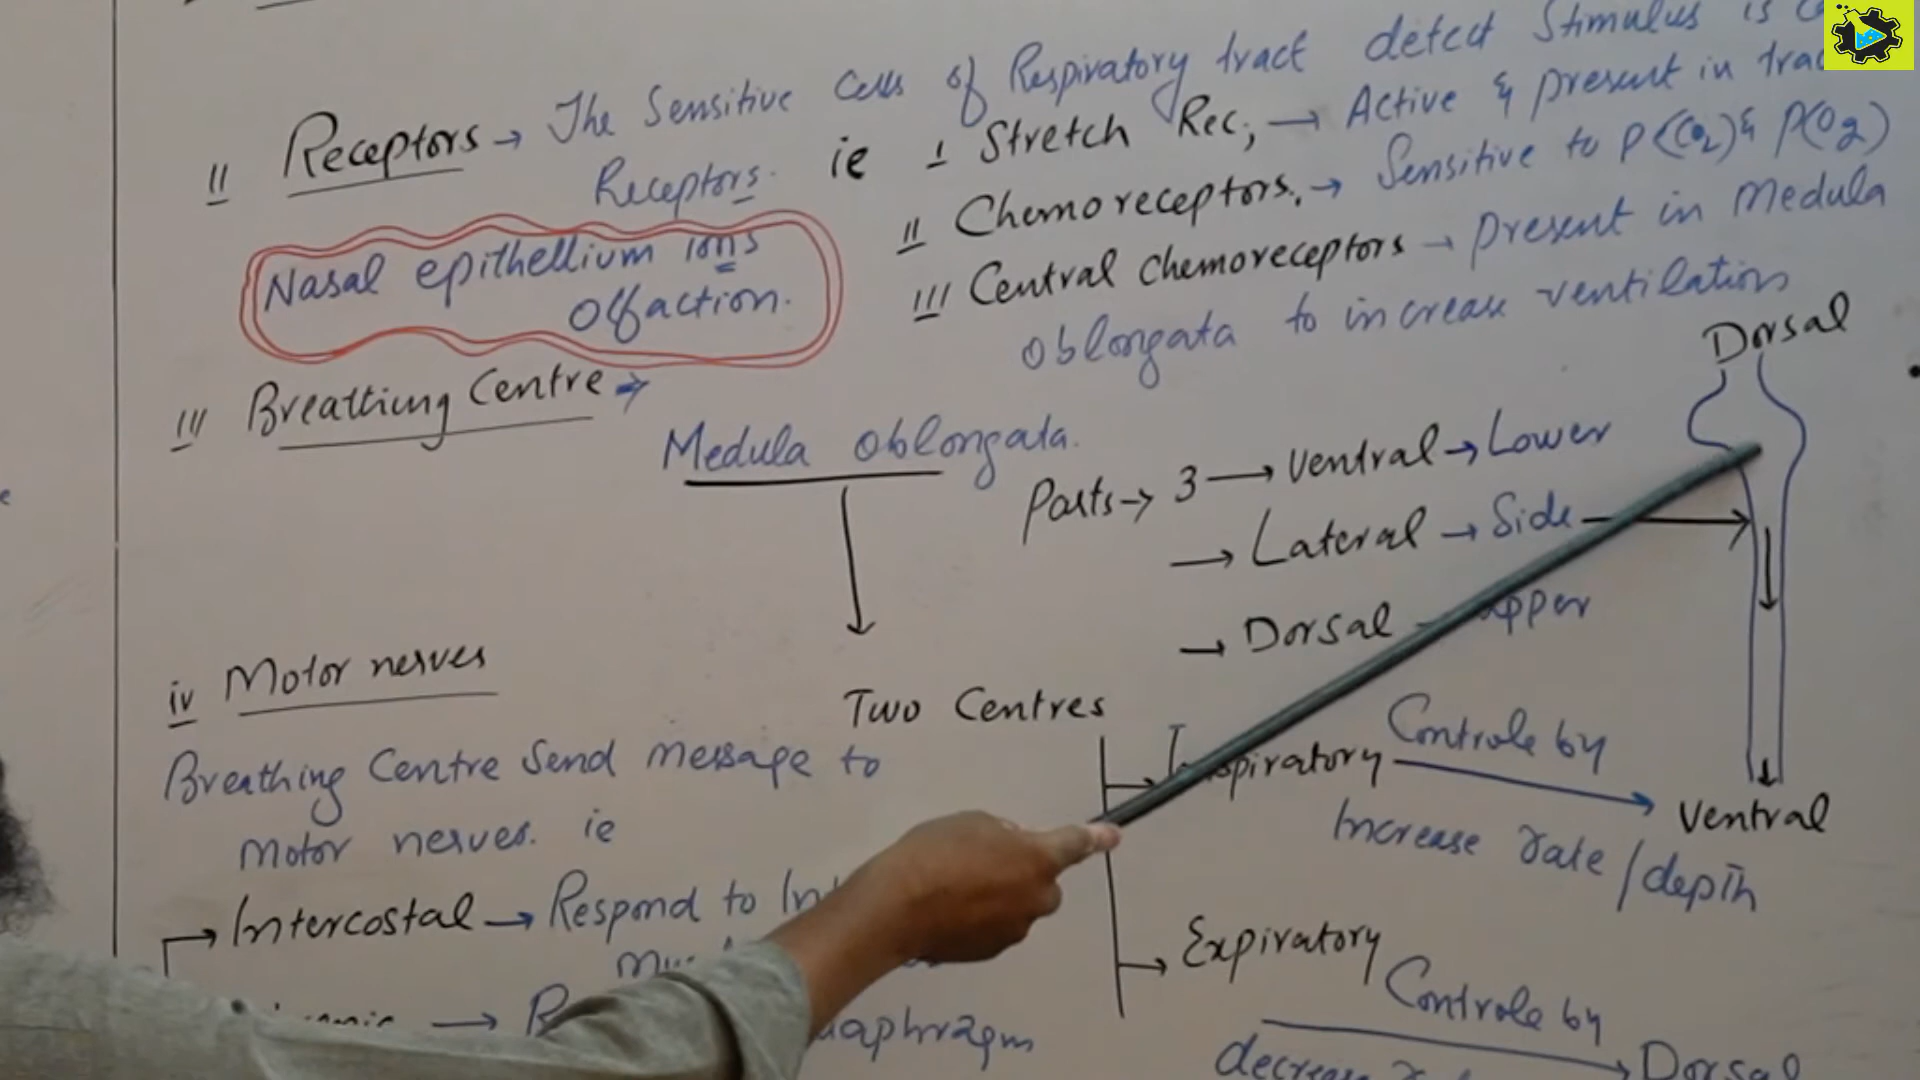 II Receptors → The Sensitive Cells of Respiratory tract detect Stimulus is
Receptors. ie I Stretch Rec; → Active & present in
II Chemoreceptors, → Sensitive to P(CO2)& P(O2)
III Central chemoreceptors → present in Medula
oblongata to increase ventilation
Nasal epithellium ions
olfaction.
III Breathing Centre →
Medula oblongata.
Parts → 3 → Ventral → Lower
→ Lateral → Side
→ Dorsal
Dorsal
Ventral
Two Centres
Inspiratory Controle by
Increase rate / depth
Expiratory
Controle by
Dorsal
iv Motor nerves
Breathing Centre Send message to
Motor nerves. ie
Intercostal → Respond to